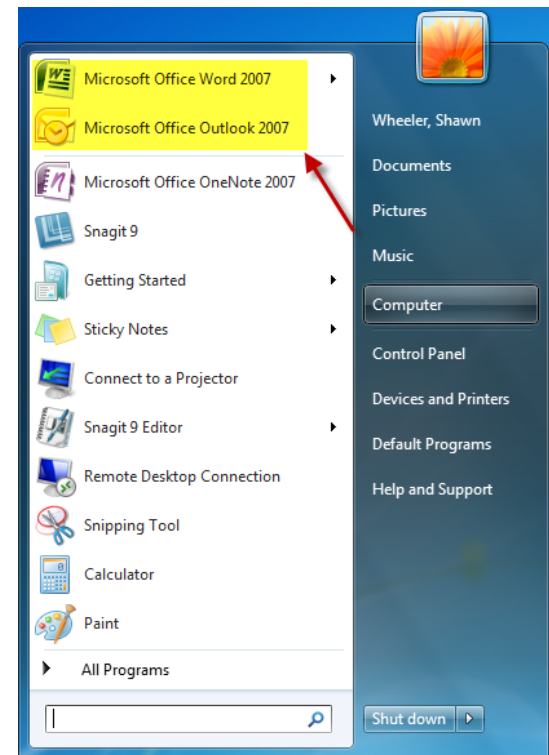 Microsoft Office Word 2007
Microsoft Office Outlook 2007
Microsoft Office OneNote 2007
Snagit 9
Getting Started
Sticky Notes
Connect to a Projector
Snagit 9 Editor
Remote Desktop Connection
Snipping Tool
Calculator
Paint
All Programs
Wheeler, Shawn
Documents
Pictures
Music
Computer
Control Panel
Devices and Printers
Default Programs
Help and Support
Shut down